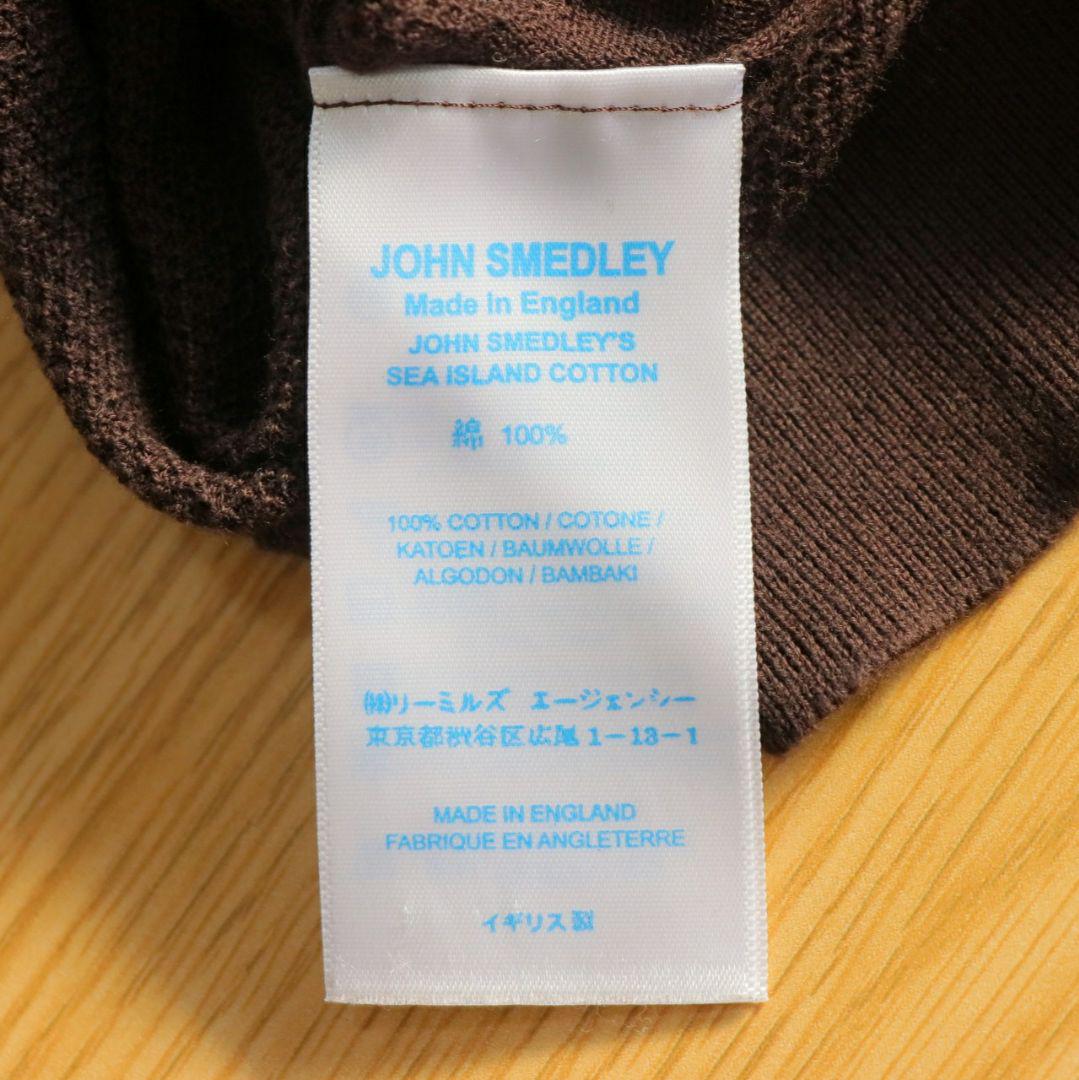 JOHN SMEDLEY
Made in England
JOHN SMEDLEY'S
SEA ISLAND COTTON
綿 100%
100% COTTON / COTONE /
KATOEN / BAUMWOLLE /
ALGODON / BAMBAKI
㈱リーミルズ エージェンシー
東京都渋谷区広尾 1-13-1
MADE IN ENGLAND
FABRIQUE EN ANGLETERRE
イギリス製